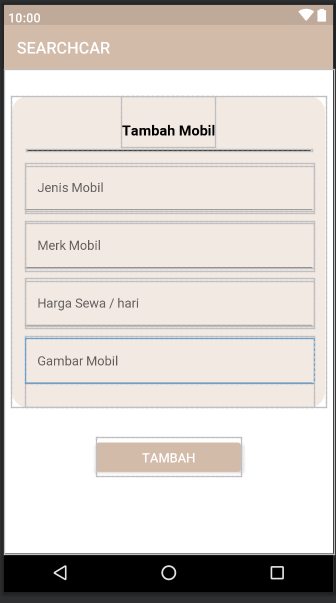 10:00
SEARCHCAR
Tambah Mobil
Jenis Mobil
Merk Mobil
Harga Sewa / hari
Gambar Mobil
TAMBAH